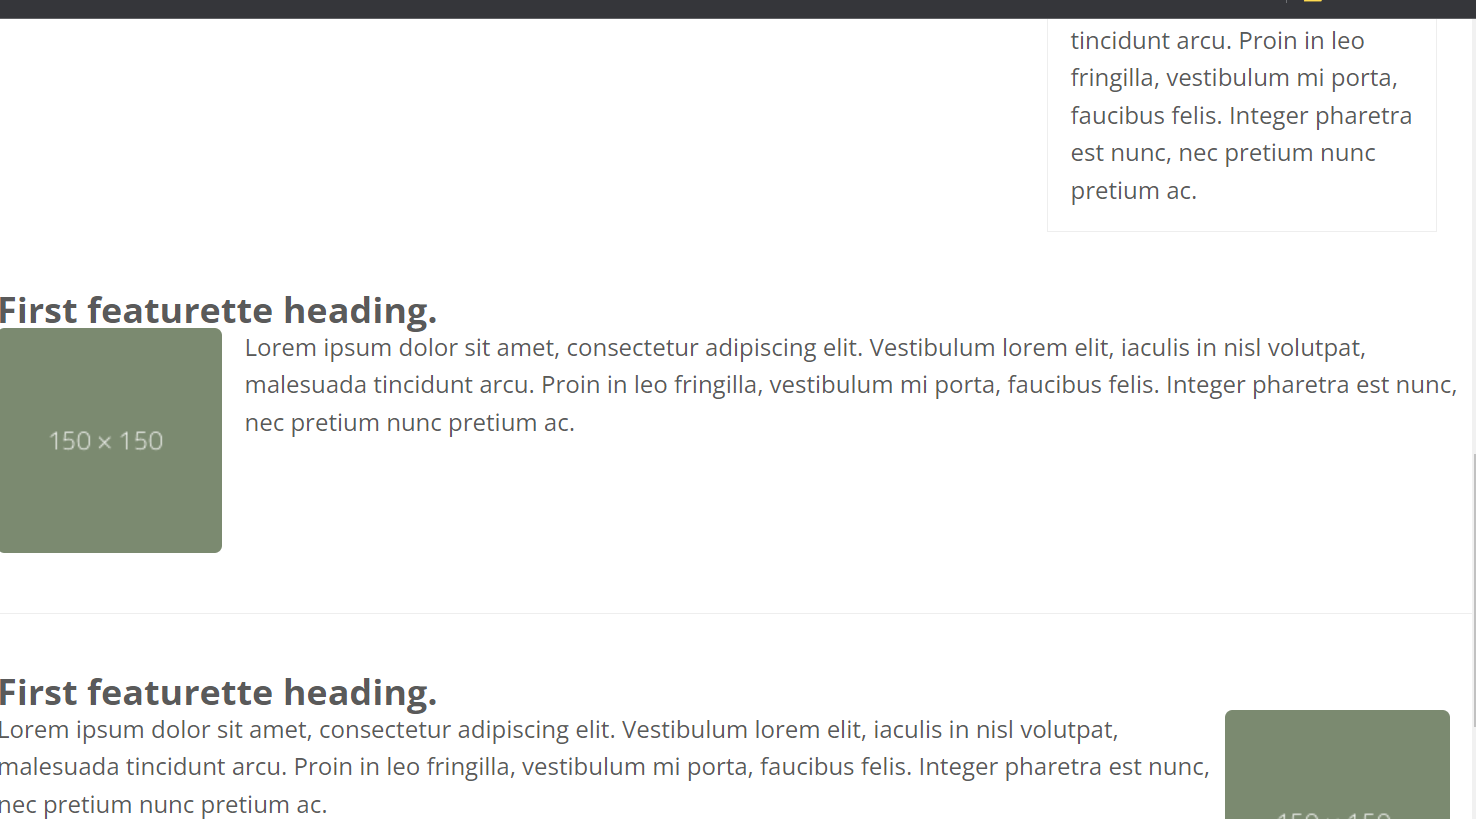 tincidunt arcu. Proin in leo
fringilla, vestibulum mi porta,
faucibus felis. Integer pharetra
est nunc, nec pretium nunc
pretium ac.
First featurette heading.
150 × 150
Lorem ipsum dolor sit amet, consectetur adipiscing elit. Vestibulum lorem elit, iaculis in nisl volutpat,
malesuada tincidunt arcu. Proin in leo fringilla, vestibulum mi porta, faucibus felis. Integer pharetra est nunc,
nec pretium nunc pretium ac.
First featurette heading.
Lorem ipsum dolor sit amet, consectetur adipiscing elit. Vestibulum lorem elit, iaculis in nisl volutpat,
malesuada tincidunt arcu. Proin in leo fringilla, vestibulum mi porta, faucibus felis. Integer pharetra est nunc,
nec pretium nunc pretium ac.